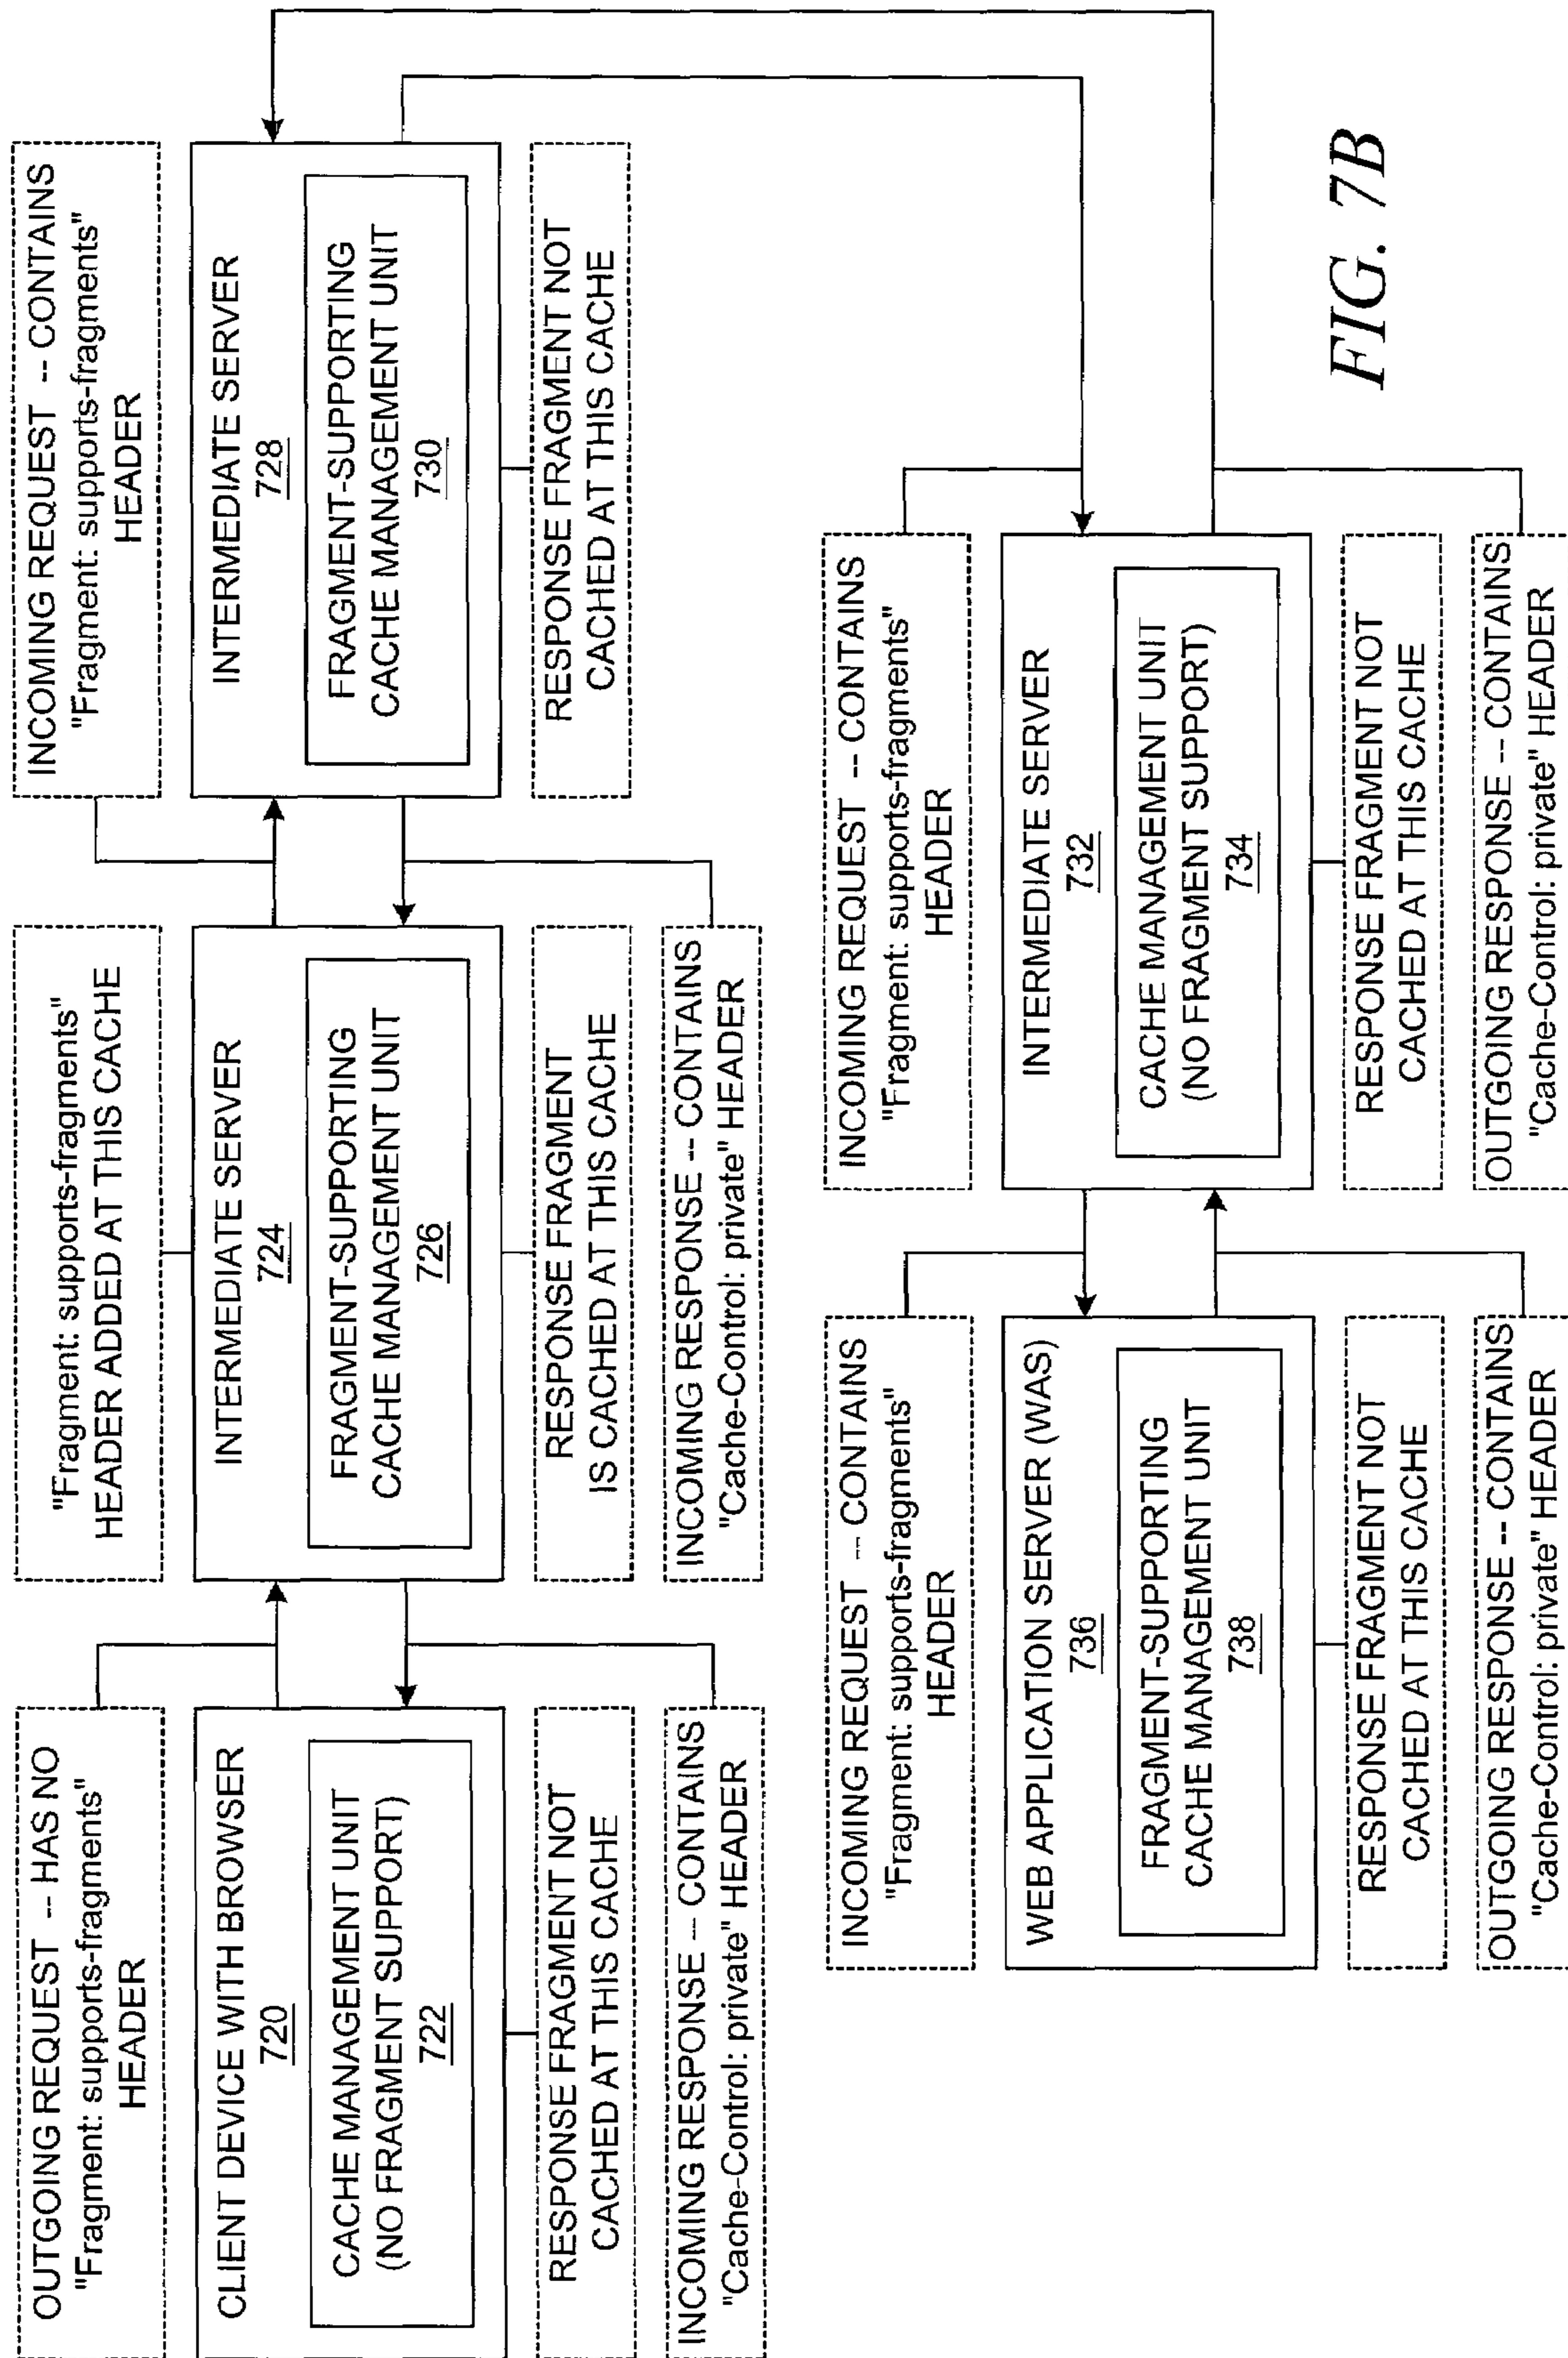 OUTGOING REQUEST -- HAS NO
"Fragment: supports-fragments"
HEADER
CLIENT DEVICE WITH BROWSER
720
CACHE MANAGEMENT UNIT
(NO FRAGMENT SUPPORT)
722
RESPONSE FRAGMENT NOT
CACHED AT THIS CACHE
INCOMING RESPONSE -- CONTAINS
"Cache-Control: private" HEADER
"Fragment: supports-fragments"
HEADER ADDED AT THIS CACHE
INTERMEDIATE SERVER
724
FRAGMENT-SUPPORTING
CACHE MANAGEMENT UNIT
726
RESPONSE FRAGMENT
IS CACHED AT THIS CACHE
INCOMING RESPONSE -- CONTAINS
"Cache-Control: private" HEADER
INCOMING REQUEST -- CONTAINS
"Fragment: supports-fragments"
HEADER
INTERMEDIATE SERVER
728
FRAGMENT-SUPPORTING
CACHE MANAGEMENT UNIT
730
RESPONSE FRAGMENT NOT
CACHED AT THIS CACHE
INCOMING REQUEST -- CONTAINS
"Fragment: supports-fragments"
HEADER
WEB APPLICATION SERVER (WAS)
736
FRAGMENT-SUPPORTING
CACHE MANAGEMENT UNIT
738
RESPONSE FRAGMENT NOT
CACHED AT THIS CACHE
OUTGOING RESPONSE -- CONTAINS
"Cache-Control: private" HEADER
INCOMING REQUEST -- CONTAINS
"Fragment: supports-fragments"
HEADER
INTERMEDIATE SERVER
732
CACHE MANAGEMENT UNIT
(NO FRAGMENT SUPPORT)
734
RESPONSE FRAGMENT NOT
CACHED AT THIS CACHE
OUTGOING RESPONSE -- CONTAINS
"Cache-Control: private" HEADER
FIG. 7B